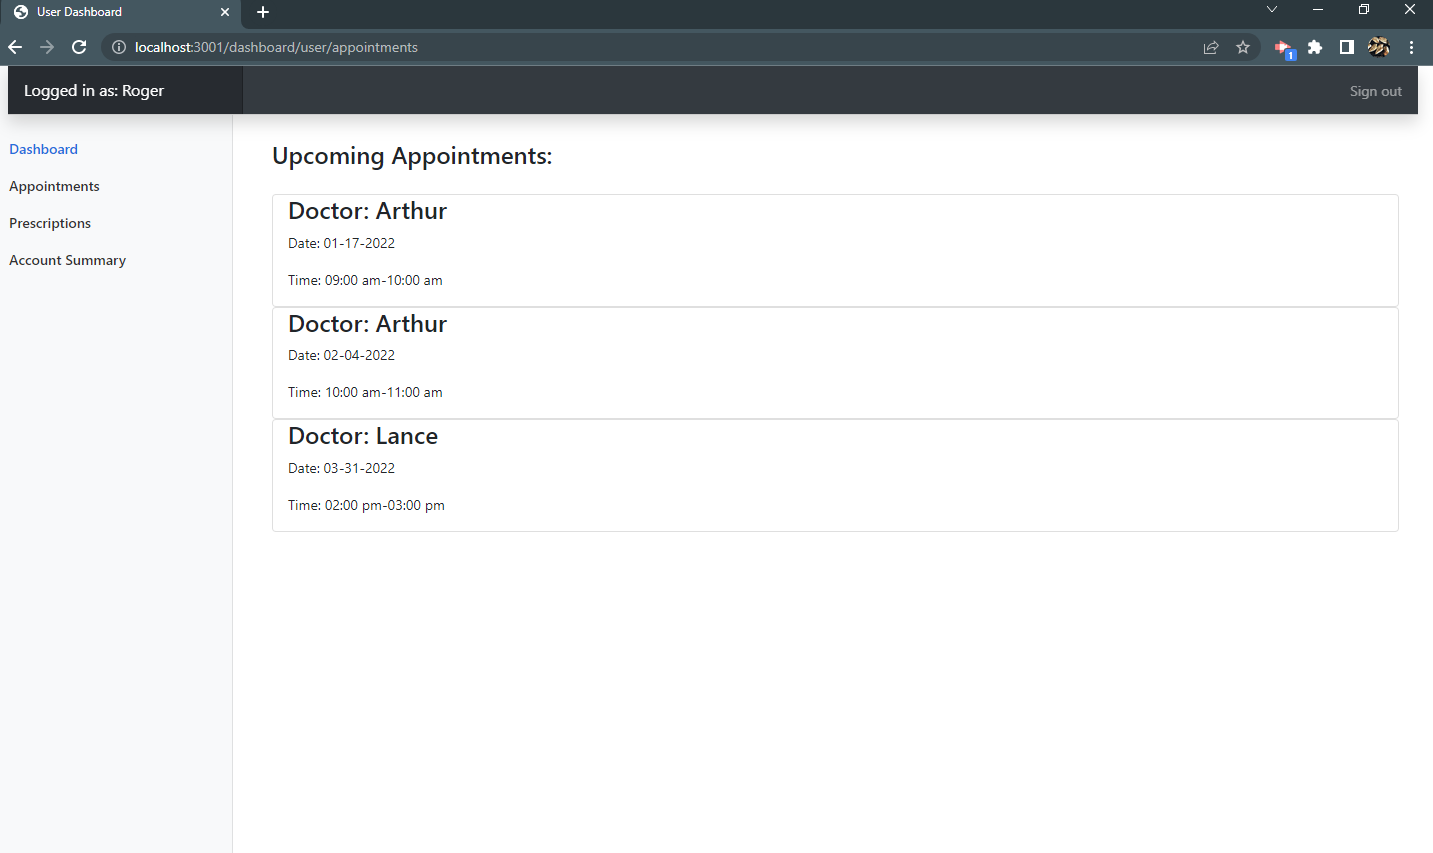 User Dashboard
localhost:3001/dashboard/user/appointments
1
Logged in as: Roger
Sign out
Dashboard
Appointments
Prescriptions
Account Summary
Upcoming Appointments:
Doctor: Arthur
Date: 01-17-2022
Time: 09:00 am-10:00 am
Doctor: Arthur
Date: 02-04-2022
Time: 10:00 am-11:00 am
Doctor: Lance
Date: 03-31-2022
Time: 02:00 pm-03:00 pm